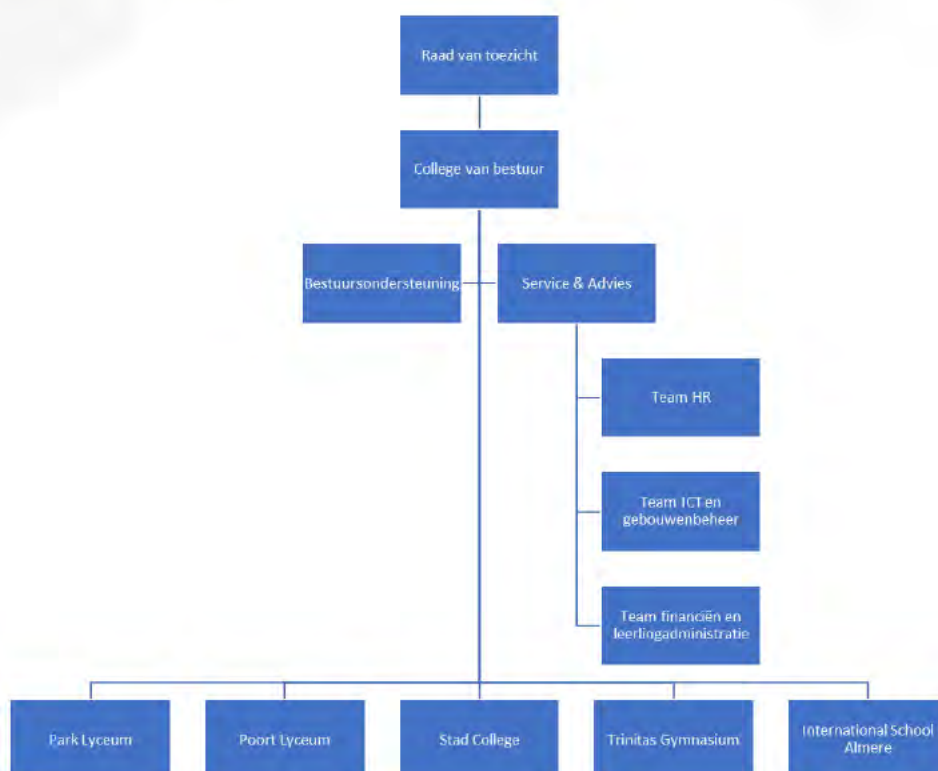 Raad van toezicht
College van bestuur
Bestuursondersteuning
Service & Advies
Team HR
Team ICT en
gebouwenbeheer
Team financiën en
leerlingadministratie
Park Lyceum
Poort Lyceum
Stad College
Trinitas Gymnasium
International School
Almere